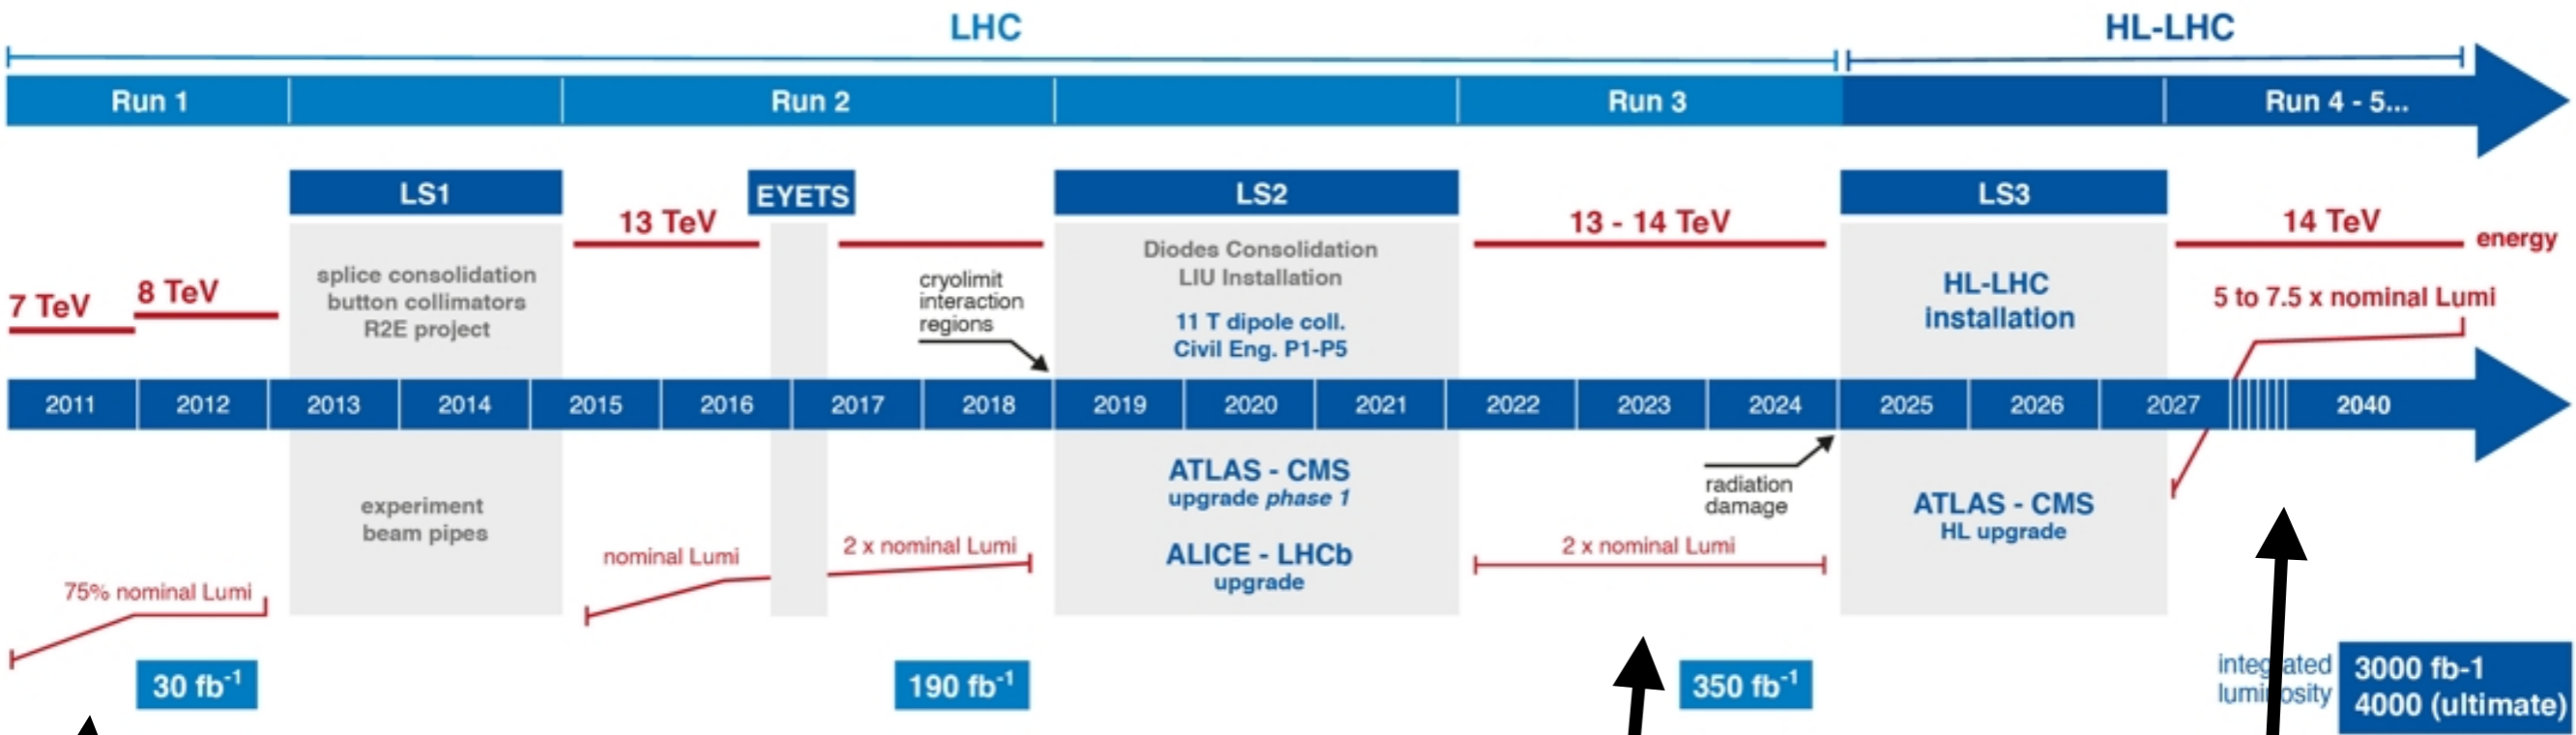 LHC
HL-LHC
Run 1
Run 2
Run 3
Run 4 - 5...
LS1
EYETS
LS2
LS3
13 TeV
13 - 14 TeV
14 TeV
energy
7 TeV
8 TeV
splice consolidation
button collimators
R2E project
cryolimit
interaction
regions
Diodes Consolidation
LIU Installation
11 T dipole coll.
Civil Eng. P1-P5
HL-LHC
installation
5 to 7.5 x nominal Lumi
2011
2012
2013
2014
2015
2016
2017
2018
2019
2020
2021
2022
2023
2024
2025
2026
2027
2040
experiment
beam pipes
ATLAS - CMS
upgrade phase 1
ALICE - LHCb
upgrade
radiation
damage
ATLAS - CMS
HL upgrade
75% nominal Lumi
nominal Lumi
2 x nominal Lumi
2 x nominal Lumi
30 fb⁻¹
190 fb⁻¹
350 fb⁻¹
integrated
luminosity
3000 fb-1
4000 (ultimate)